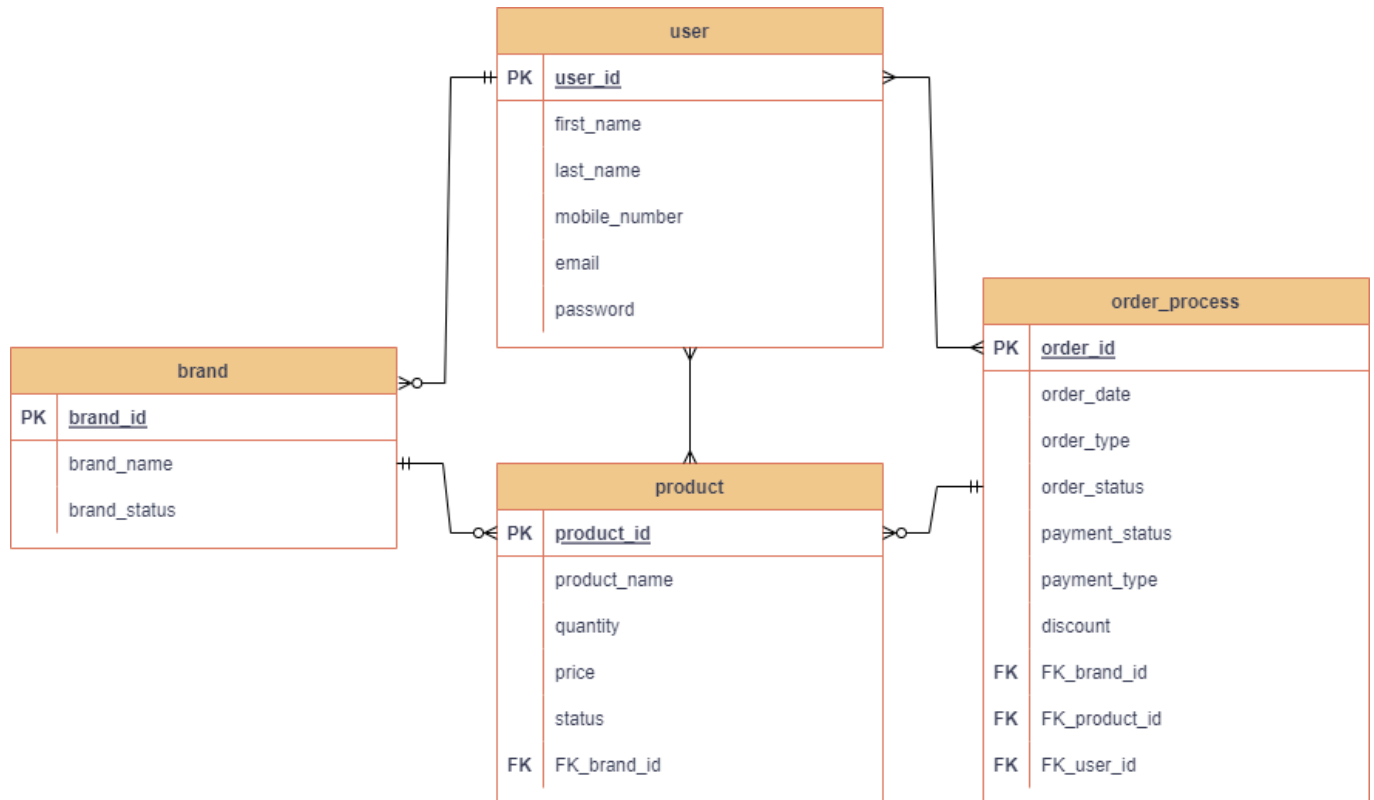 user
PK user_id
first_name
last_name
mobile_number
email
password
brand
PK brand_id
brand_name
brand_status
product
PK product_id
product_name
quantity
price
status
FK FK_brand_id
order_process
PK order_id
order_date
order_type
order_status
payment_status
payment_type
discount
FK FK_brand_id
FK FK_product_id
FK FK_user_id